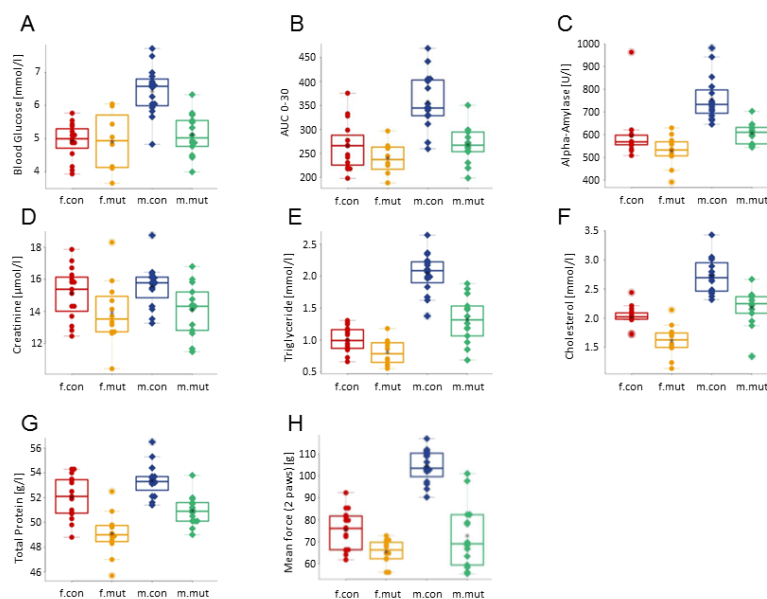 A
Blood Glucose [mmol/l]
7
6
5
4
f.con f.mut m.con m.mut
B
AUC 0-30
450
400
350
300
250
200
f.con f.mut m.con m.mut
C
Alpha-Amylase [U/l]
1000
900
800
700
600
500
400
f.con f.mut m.con m.mut
D
Creatinine [µmol/l]
18
16
14
12
f.con f.mut m.con m.mut
E
Triglyceride [mmol/l]
2.5
2.0
1.5
1.0
0.5
f.con f.mut m.con m.mut
F
Cholesterol [mmol/l]
3.5
3.0
2.5
2.0
1.5
f.con f.mut m.con m.mut
G
Total Protein [g/l]
56
54
52
50
48
46
f.con f.mut m.con m.mut
H
Mean force (2 paws) [g]
120
110
100
90
80
70
60
f.con f.mut m.con m.mut